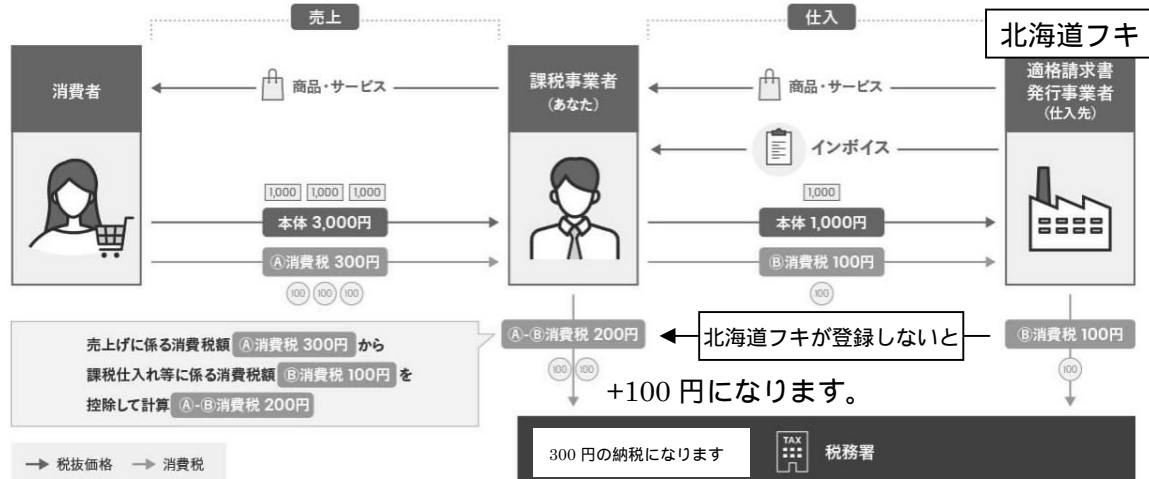 売上
仕入
北海道フキ
消費者
商品・サービス
課税事業者
(あなた)
商品・サービス
適格請求書
発行事業者
(仕入先)
インボイス
1,000 1,000 1,000
1,000
本体 3,000円
本体 1,000円
Ⓐ消費税 300円
Ⓑ消費税 100円
100 100 100
100
売上げに係る消費税額 Ⓐ消費税 300円 から
課税仕入れ等に係る消費税額 Ⓑ消費税 100円 を
控除して計算 Ⓐ-Ⓑ消費税 200円
Ⓐ-Ⓑ消費税 200円
北海道フキが登録しないと
Ⓑ消費税 100円
100 100
+100 円になります。
100
300 円の納税になります
TAX
税務署
税抜価格 消費税